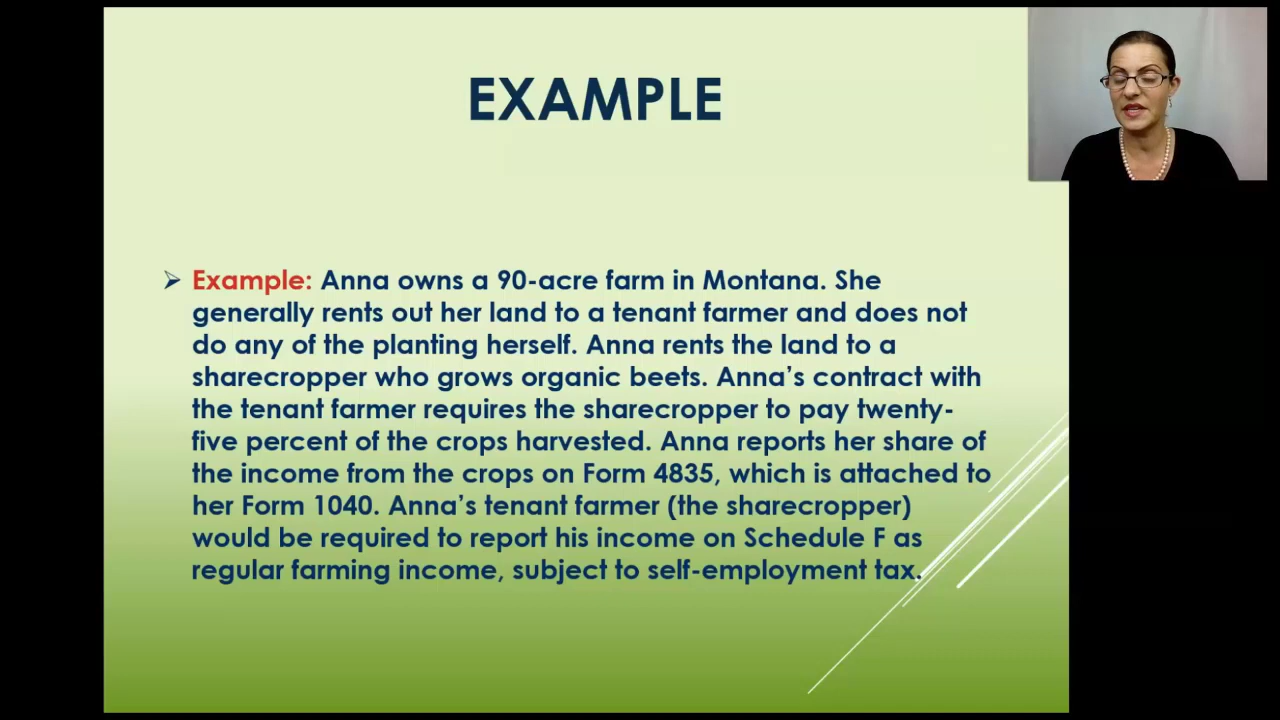 EXAMPLE
Example: Anna owns a 90-acre farm in Montana. She
generally rents out her land to a tenant farmer and does not
do any of the planting herself. Anna rents the land to a
sharecropper who grows organic beets. Anna’s contract with
the tenant farmer requires the sharecropper to pay twenty-
five percent of the crops harvested. Anna reports her share of
the income from the crops on Form 4835, which is attached to
her Form 1040. Anna’s tenant farmer (the sharecropper)
would be required to report his income on Schedule F as
regular farming income, subject to self-employment tax.